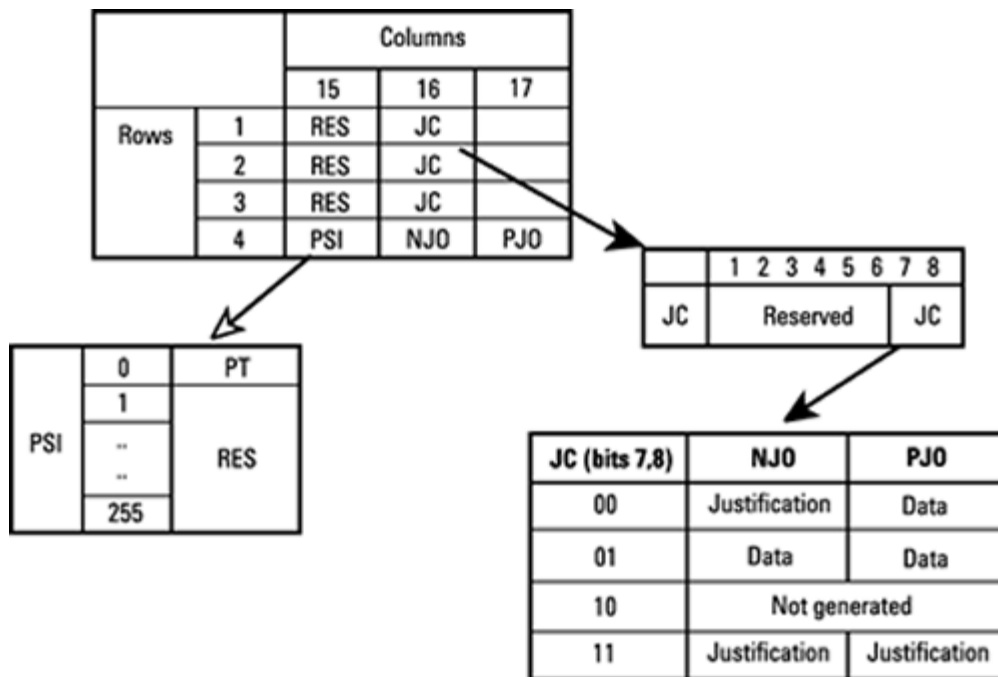 Columns
15 16 17
Rows 1 RES JC
2 RES JC
3 RES JC
4 PSI NJO PJO
1 2 3 4 5 6 7 8
JC Reserved JC
PSI
0 PT
1
..
..
255
RES
JC (bits 7,8) NJO PJO
00 Justification Data
01 Data Data
10 Not generated
11 Justification Justification